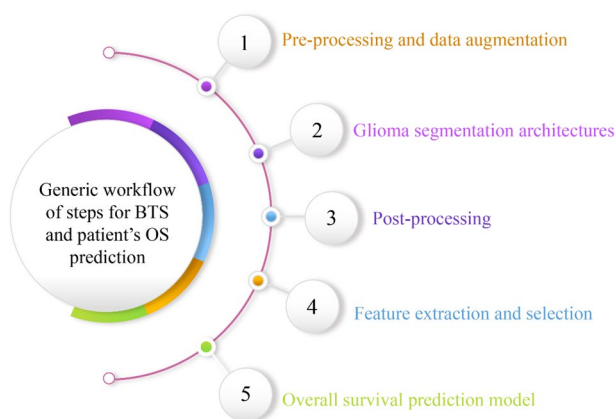 1
Pre-processing and data augmentation
2
Glioma segmentation architectures
Generic workflow
of steps for BTS
and patient's OS
prediction
3
Post-processing
4
Feature extraction and selection
5
Overall survival prediction model